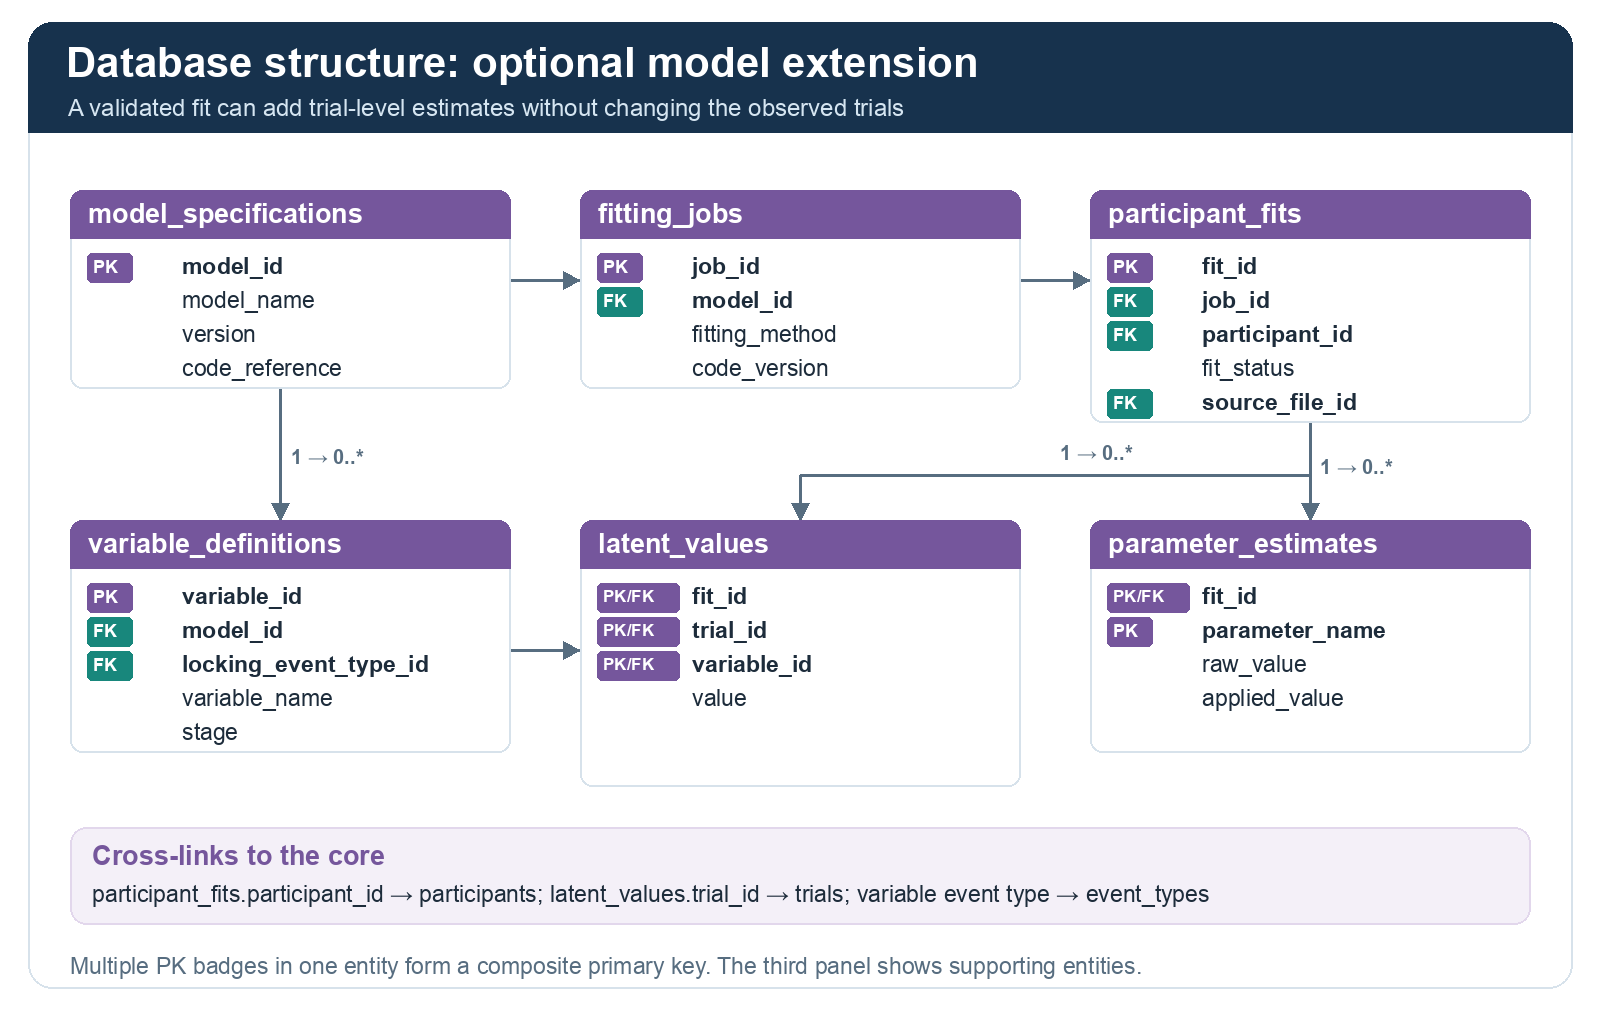 Database structure: optional model extension
A validated fit can add trial-level estimates without changing the observed trials
model_specifications
PK model_id
model_name
version
code_reference
fitting_jobs
PK job_id
FK model_id
fitting_method
code_version
participant_fits
PK fit_id
FK job_id
FK participant_id
fit_status
FK source_file_id
1 → 0..*
1 → 0..*
1 → 0..*
variable_definitions
PK variable_id
FK model_id
FK locking_event_type_id
variable_name
stage
latent_values
PK/FK fit_id
PK/FK trial_id
PK/FK variable_id
value
parameter_estimates
PK/FK fit_id
PK parameter_name
raw_value
applied_value
Cross-links to the core
participant_fits.participant_id → participants; latent_values.trial_id → trials; variable event type → event_types
Multiple PK badges in one entity form a composite primary key. The third panel shows supporting entities.